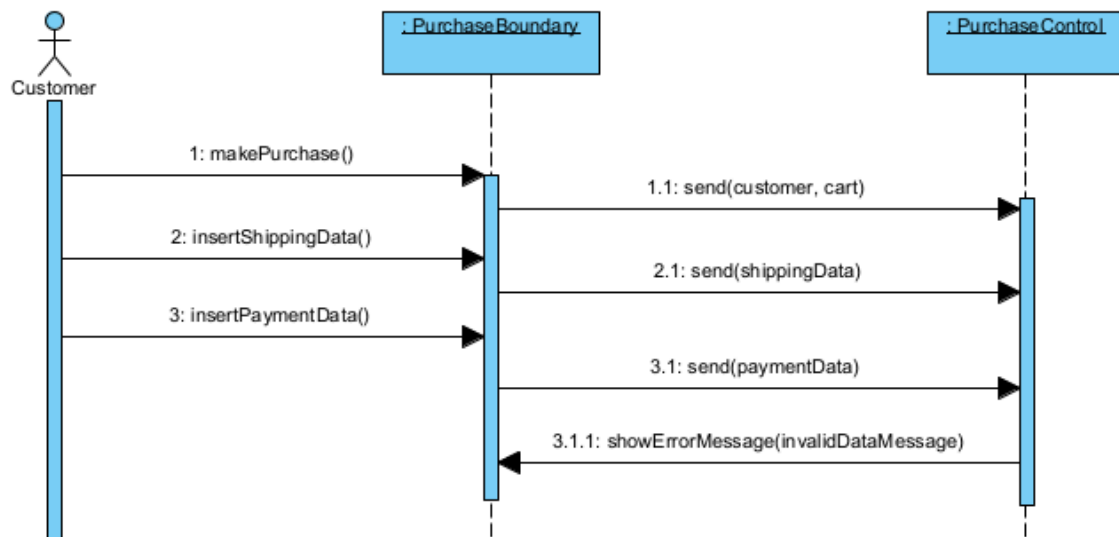 : PurchaseBoundary
: PurchaseControl
Customer
1: makePurchase()
1.1: send(customer, cart)
2: insertShippingData()
2.1: send(shippingData)
3: insertPaymentData()
3.1: send(paymentData)
3.1.1: showErrorMessage(invalidDataMessage)